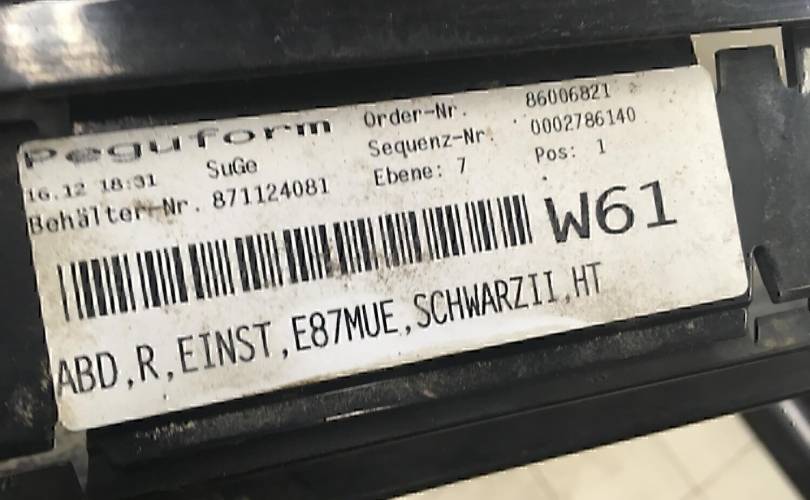 Peguform Order-Nr. 86006821
16.12 18:31 SuGe Sequenz-Nr. 0002786140
Behälter-Nr. 871124081 Ebene: 7 Pos: 1
W61
ABD,R,EINST,E87MUE,SCHWARZII,HT